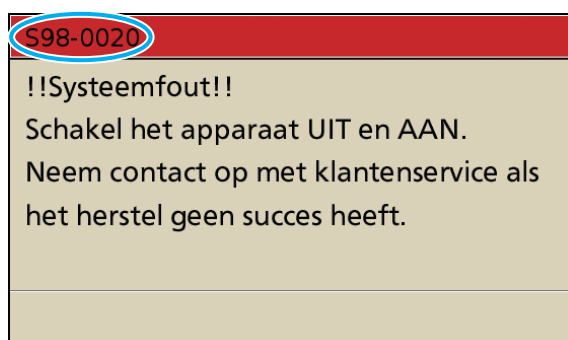 S98-0020
!!Systeemfout!!
Schakel het apparaat UIT en AAN.
Neem contact op met klantenservice als
het herstel geen succes heeft.